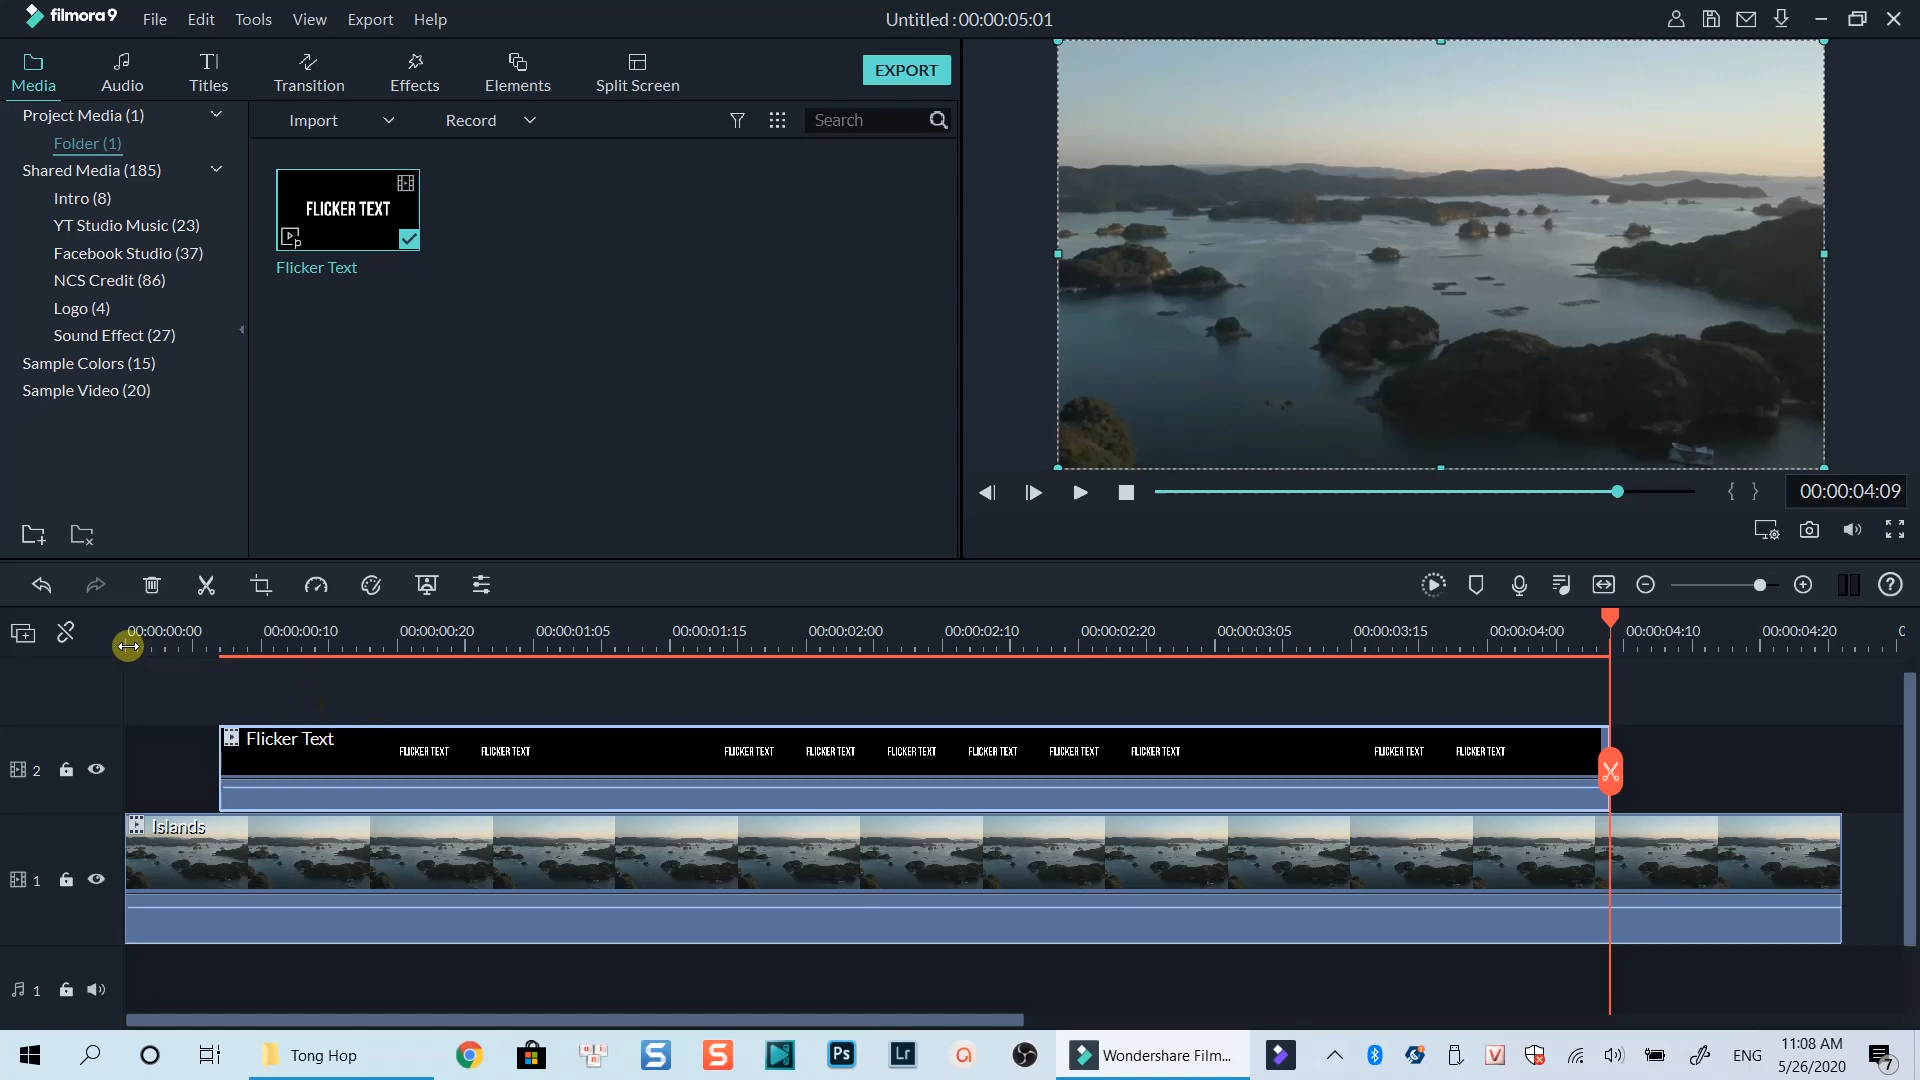 filmora9 File Edit Tools View Export Help Untitled : 00:00:05:01
Media Audio Titles Transition Effects Elements Split Screen EXPORT
Project Media (1)
Folder (1)
Shared Media (185)
Intro (8)
YT Studio Music (23)
Facebook Studio (37)
NCS Credit (86)
Logo (4)
Sound Effect (27)
Sample Colors (15)
Sample Video (20)
Import Record Search
FLICKER TEXT
Flicker Text
00:00:04:09
00:00:00:00 00:00:00:10 00:00:00:20 00:00:01:05 00:00:01:15 00:00:02:00 00:00:02:10 00:00:02:20 00:00:03:05 00:00:03:15 00:00:04:00 00:00:04:10 00:00:04:20 0
Flicker Text
FLICKER TEXT FLICKER TEXT FLICKER TEXT FLICKER TEXT FLICKER TEXT FLICKER TEXT FLICKER TEXT FLICKER TEXT FLICKER TEXT FLICKER TEXT
2
Islands
1
1
Tong Hop Ps Lr Wondershare Film... ENG
11:08 AM
5/26/2020
7